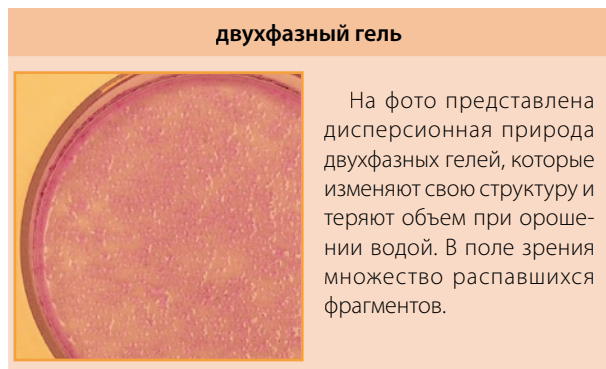 двухфазный гель
На фото представлена
дисперсионная природа
двухфазных гелей, которые
изменяют свою структуру и
теряют объем при ороше-
нии водой. В поле зрения
множество распавшихся
фрагментов.